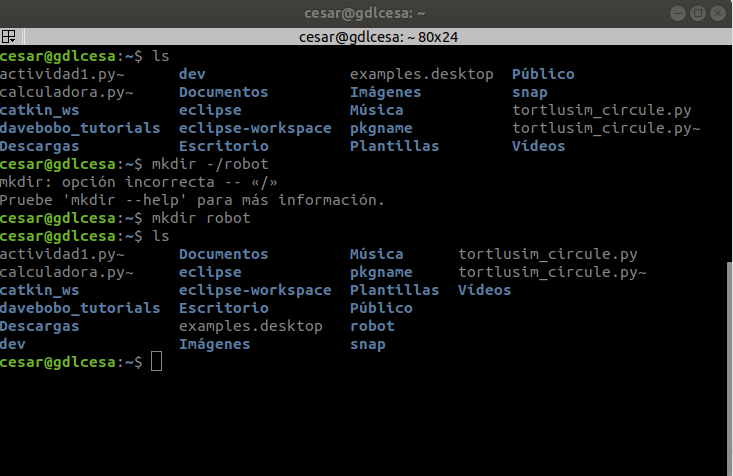 cesar@gdlcesa: ~
cesar@gdlcesa: ~ 80x24
cesar@gdlcesa:~$ ls
actividad1.py~ dev examples.desktop Público
calculadora.py~ Documentos Imágenes snap
catkin_ws eclipse Música tortlusim_circule.py
davebobo_tutorials eclipse-workspace pkgname tortlusim_circule.py~
Descargas Escritorio Plantillas Vídeos
cesar@gdlcesa:~$ mkdir -/robot
mkdir: opción incorrecta -- «/»
Pruebe 'mkdir --help' para más información.
cesar@gdlcesa:~$ mkdir robot
cesar@gdlcesa:~$ ls
actividad1.py~ Documentos Música tortlusim_circule.py
calculadora.py~ eclipse pkgname tortlusim_circule.py~
catkin_ws eclipse-workspace Plantillas Vídeos
davebobo_tutorials Escritorio Público
Descargas examples.desktop robot
dev Imágenes snap
cesar@gdlcesa:~$